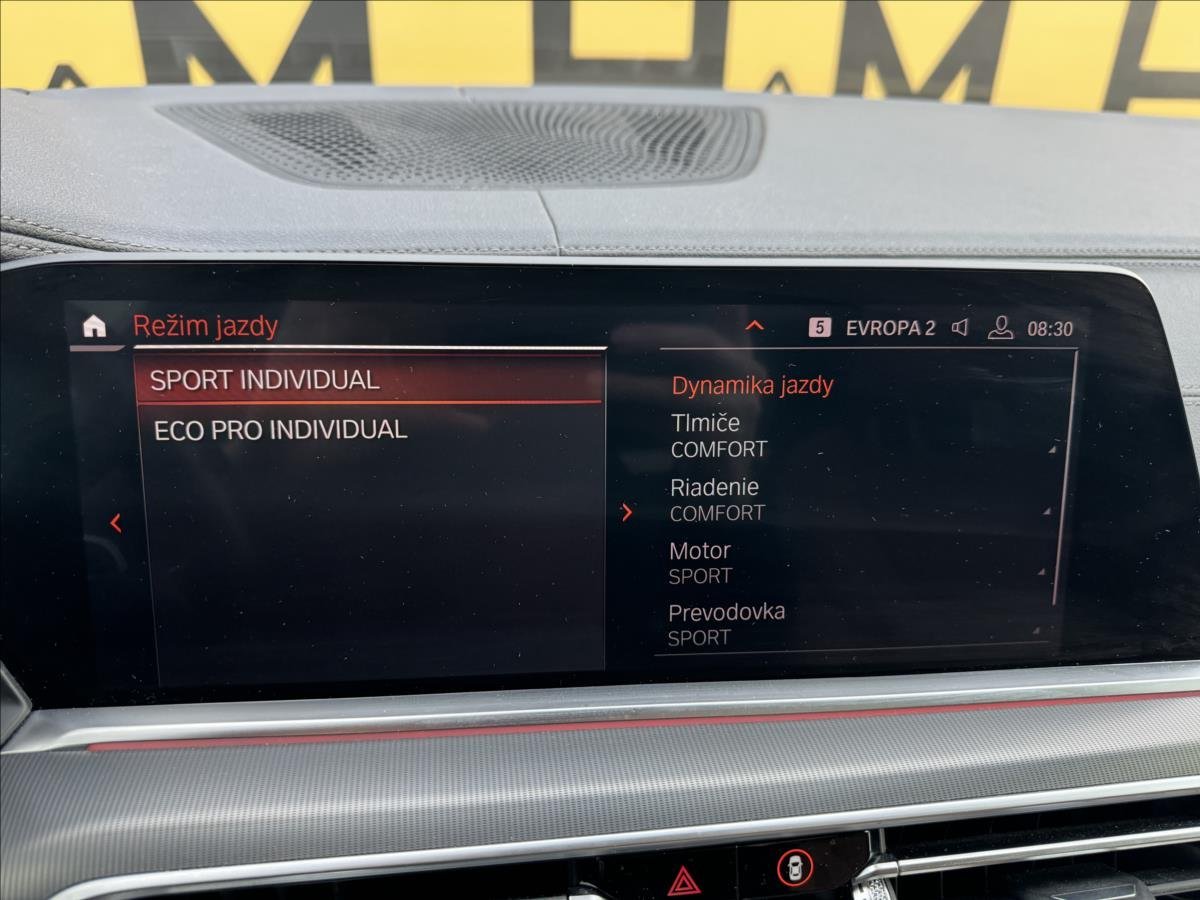 Režim jazdy
5 EVROPA 2 08:30
SPORT INDIVIDUAL
ECO PRO INDIVIDUAL
Dynamika jazdy
Tlmiče
COMFORT
Riadenie
COMFORT
Motor
SPORT
Prevodovka
SPORT